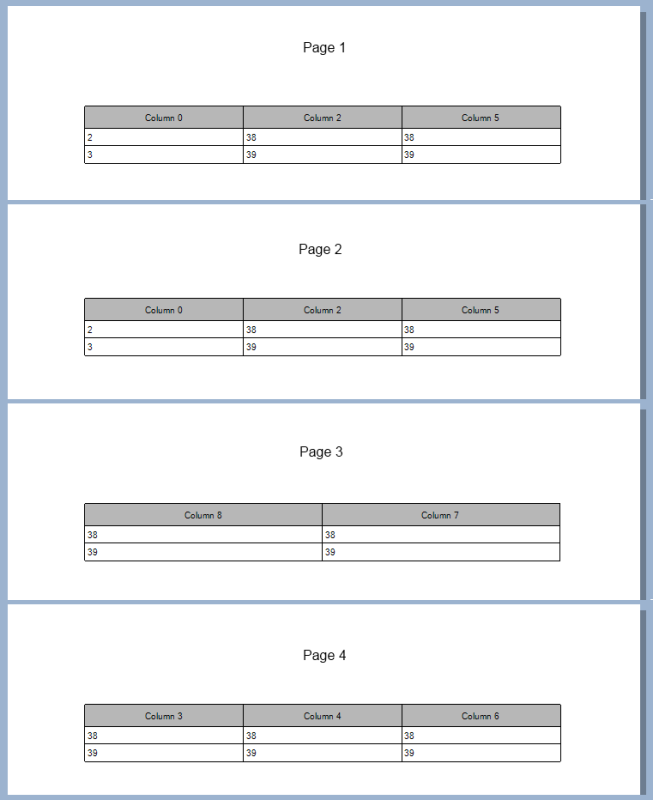 Page 1
Column 0 Column 2 Column 5
2 38 38
3 39 39
Page 2
Column 0 Column 2 Column 5
2 38 38
3 39 39
Page 3
Column 8 Column 7
38 38
39 39
Page 4
Column 3 Column 4 Column 6
38 38 38
39 39 39